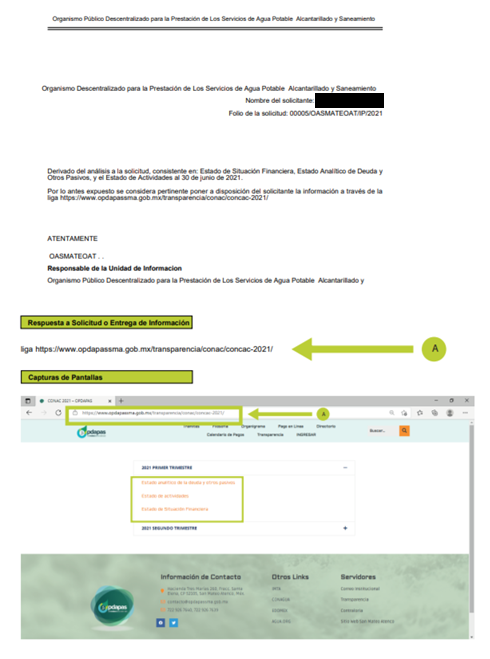 Organismo Público Descentralizado para la Prestación de Los Servicios de Agua Potable Alcantarillado y Saneamiento
Organismo Descentralizado para la Prestación de Los Servicios de Agua Potable Alcantarillado y Saneamiento
Nombre del solicitante:
Folio de la solicitud: 00005/OASMATEOAT/IP/2021
Derivado del análisis a la solicitud, consistente en: Estado de Situación Financiera, Estado Analítico de Deuda y
Otros Pasivos, y el Estado de Actividades al 30 de junio de 2021.
Por lo antes expuesto se considera pertinente poner a disposición del solicitante la información a través de la
liga https://www.opdapassma.gob.mx/transparencia/conac/concac-2021/
ATENTAMENTE
OASMATEOAT . .
Responsable de la Unidad de Informacion
Organismo Público Descentralizado para la Prestación de Los Servicios de Agua Potable Alcantarillado y
Respuesta a Solicitud o Entrega de Información
liga https://www.opdapassma.gob.mx/transparencia/conac/concac-2021/
A
Capturas de Pantallas
CONAC 2021 – OPDAPAS
https://www.opdapassma.gob.mx/transparencia/conac/concac-2021/
A
opdapas
Trámites Organigrama Pago en Línea Directorio
Calendario de Pagos Transparencia INGRESAR
Buscar...
2021 PRIMER TRIMESTRE
Estado analítico de la deuda y otros pasivos
Estado de actividades
Estado de Situación Financiera
2021 SEGUNDO TRIMESTRE
Información de Contacto
Otros Links
Servidores
Correo Institucional
Transparencia
Contraloría
opdapas